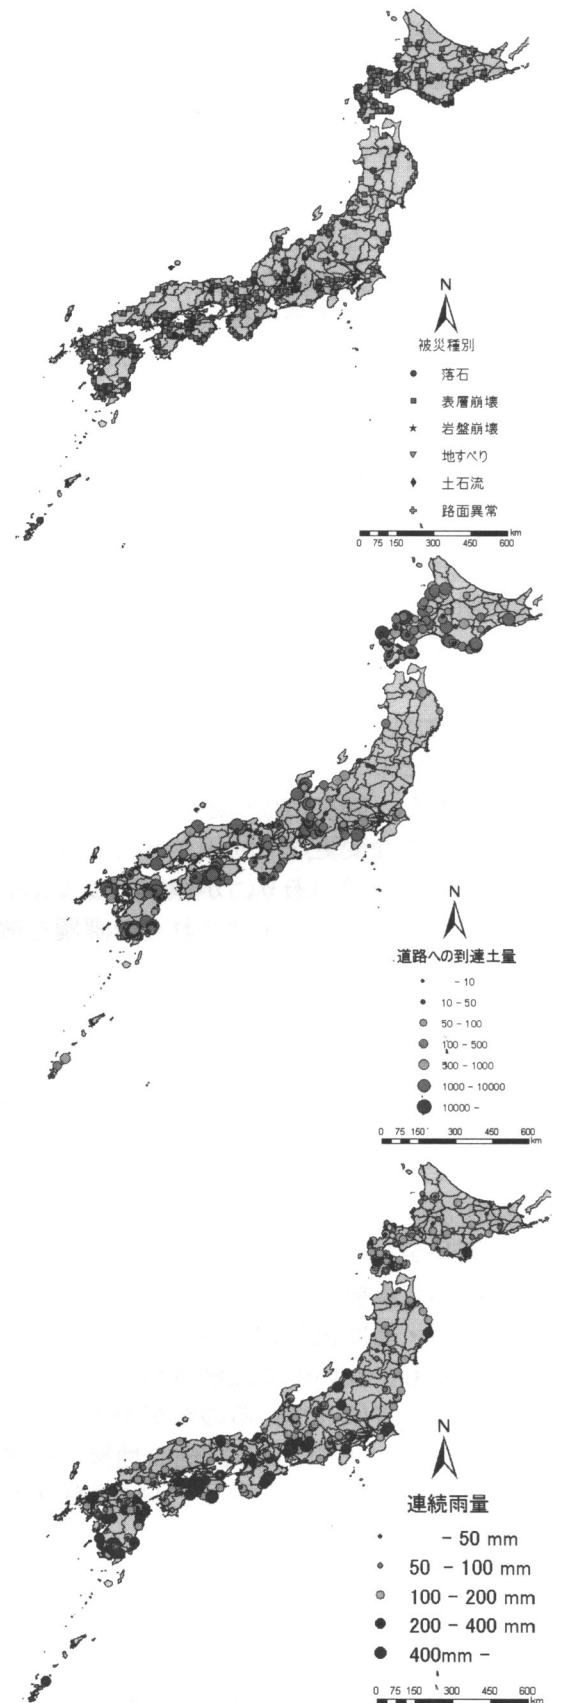 N
被災種別
落石
表層崩壊
岩盤崩壊
地すべり
土石流
路面異常
km
0 75 150 300 450 600
N
道路への到達土量
- 10
10 - 50
50 - 100
100 - 500
500 - 1000
1000 - 10000
10000 -
0 75 150 300 450 600
km
N
連続雨量
- 50 mm
50 - 100 mm
100 - 200 mm
200 - 400 mm
400mm -
0 75 150 300 450 600
km